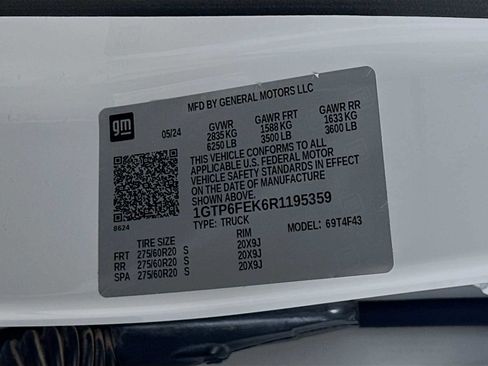 MFD BY GENERAL MOTORS LLC
gm
05/24 GVWR GAWR FRT GAWR RR
2835 KG 1588 KG 1633 KG
6250 LB 3500 LB 3600 LB
THIS VEHICLE CONFORMS TO ALL
APPLICABLE U.S. FEDERAL MOTOR
VEHICLE SAFETY STANDARDS IN EFFECT
ON THE DATE OF MANUFACTURE
SHOWN ABOVE.
1GTP6FEK6R1195359
8624
TYPE: TRUCK MODEL: 69T4F43
TIRE SIZE RIM
FRT 275/60R20 S 20X9J
RR 275/60R20 S 20X9J
SPA 275/60R20 S 20X9J